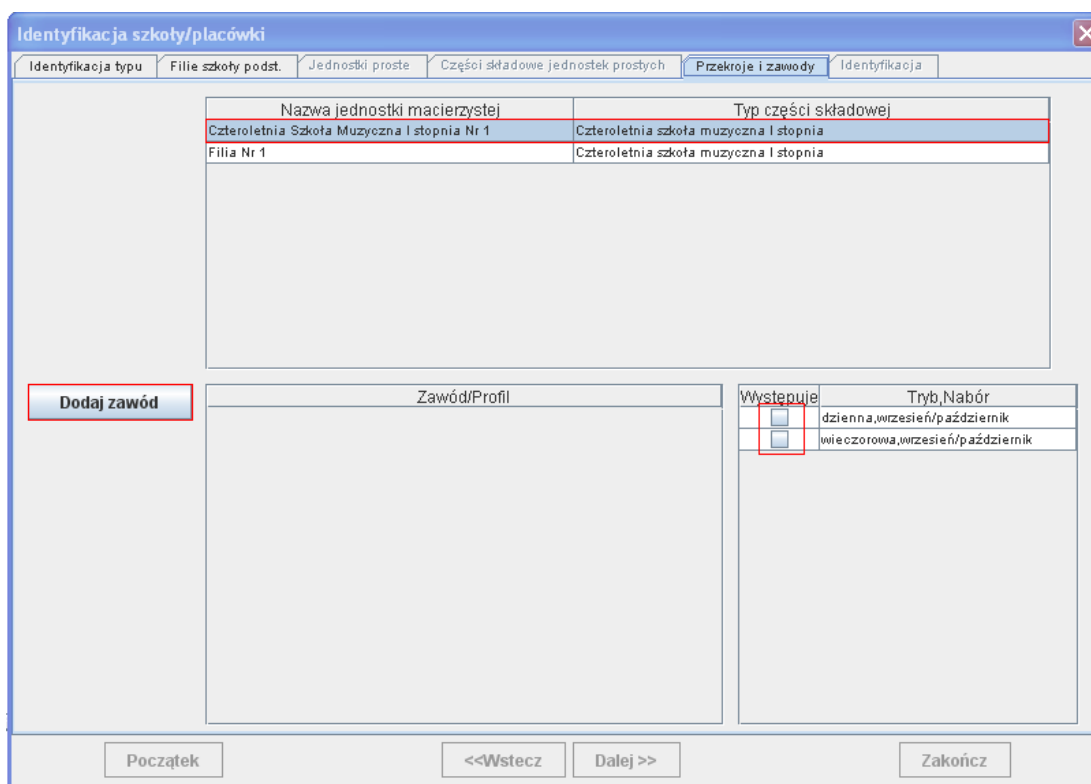 Identyfikacja szkoły/placówki
Identyfikacja typu Filie szkoły podst. Jednostki proste Części składowe jednostek prostych Przekroje i zawody Identyfikacja
Nazwa jednostki macierzystej Typ części składowej
Czteroletnia Szkoła Muzyczna I stopnia Nr 1 Czteroletnia szkoła muzyczna I stopnia
Filia Nr 1 Czteroletnia szkoła muzyczna I stopnia
Dodaj zawód Zawód/Profil Występuje Tryb,Nabór
dzienna,wrzesień/październik
wieczorowa,wrzesień/październik
Początek <<Wstecz Dalej >> Zakończ